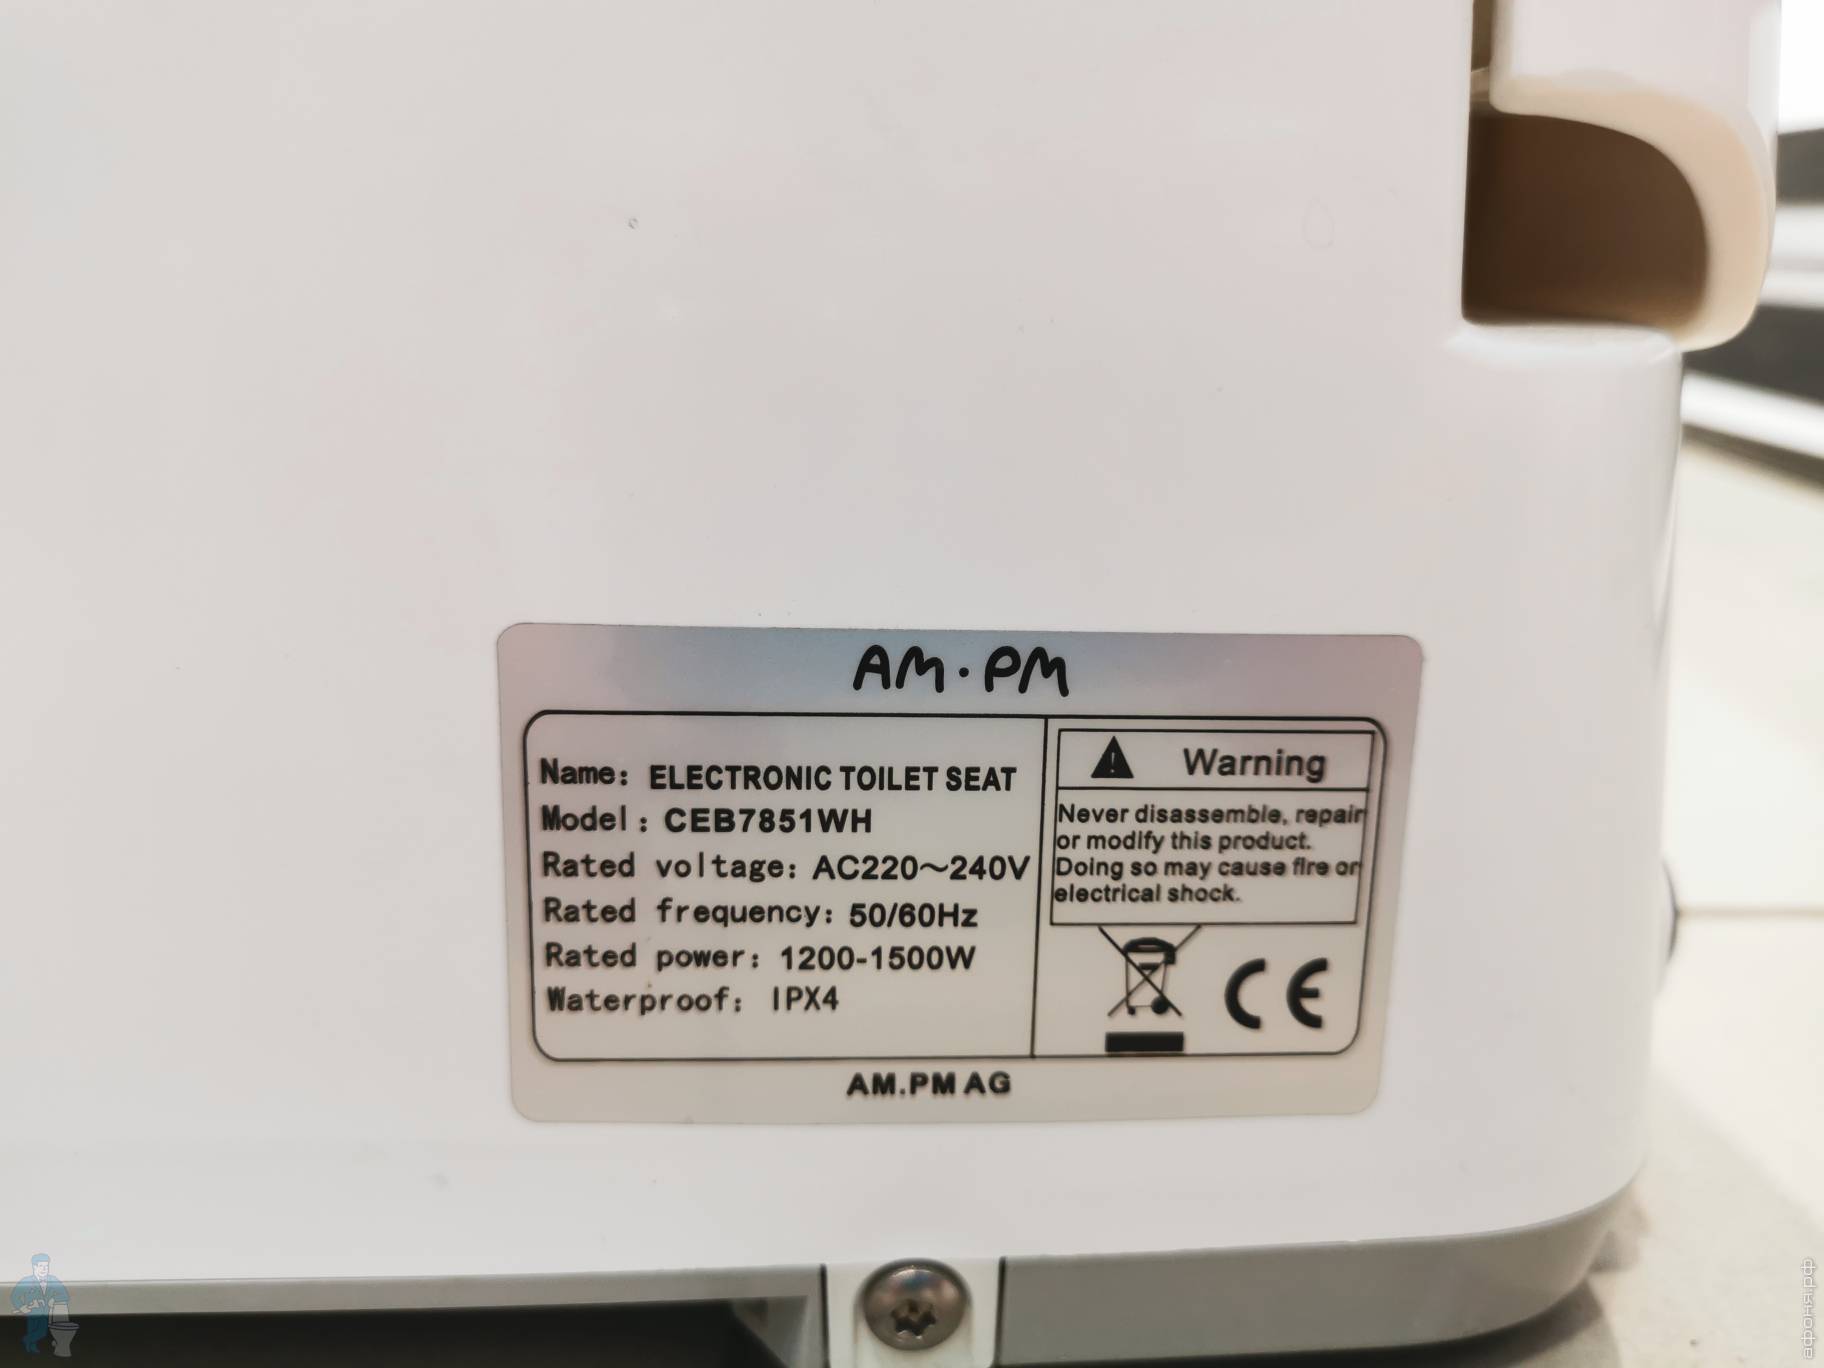 AM·PM
Name: ELECTRONIC TOILET SEAT
Model: CEB7851WH
Rated voltage: AC220～240V
Rated frequency: 50/60Hz
Rated power: 1200-1500W
Waterproof: IPX4
Warning
Never disassemble, repair
or modify this product.
Doing so may cause fire or
electrical shock.
CE
AM.PM AG
афоня.рф